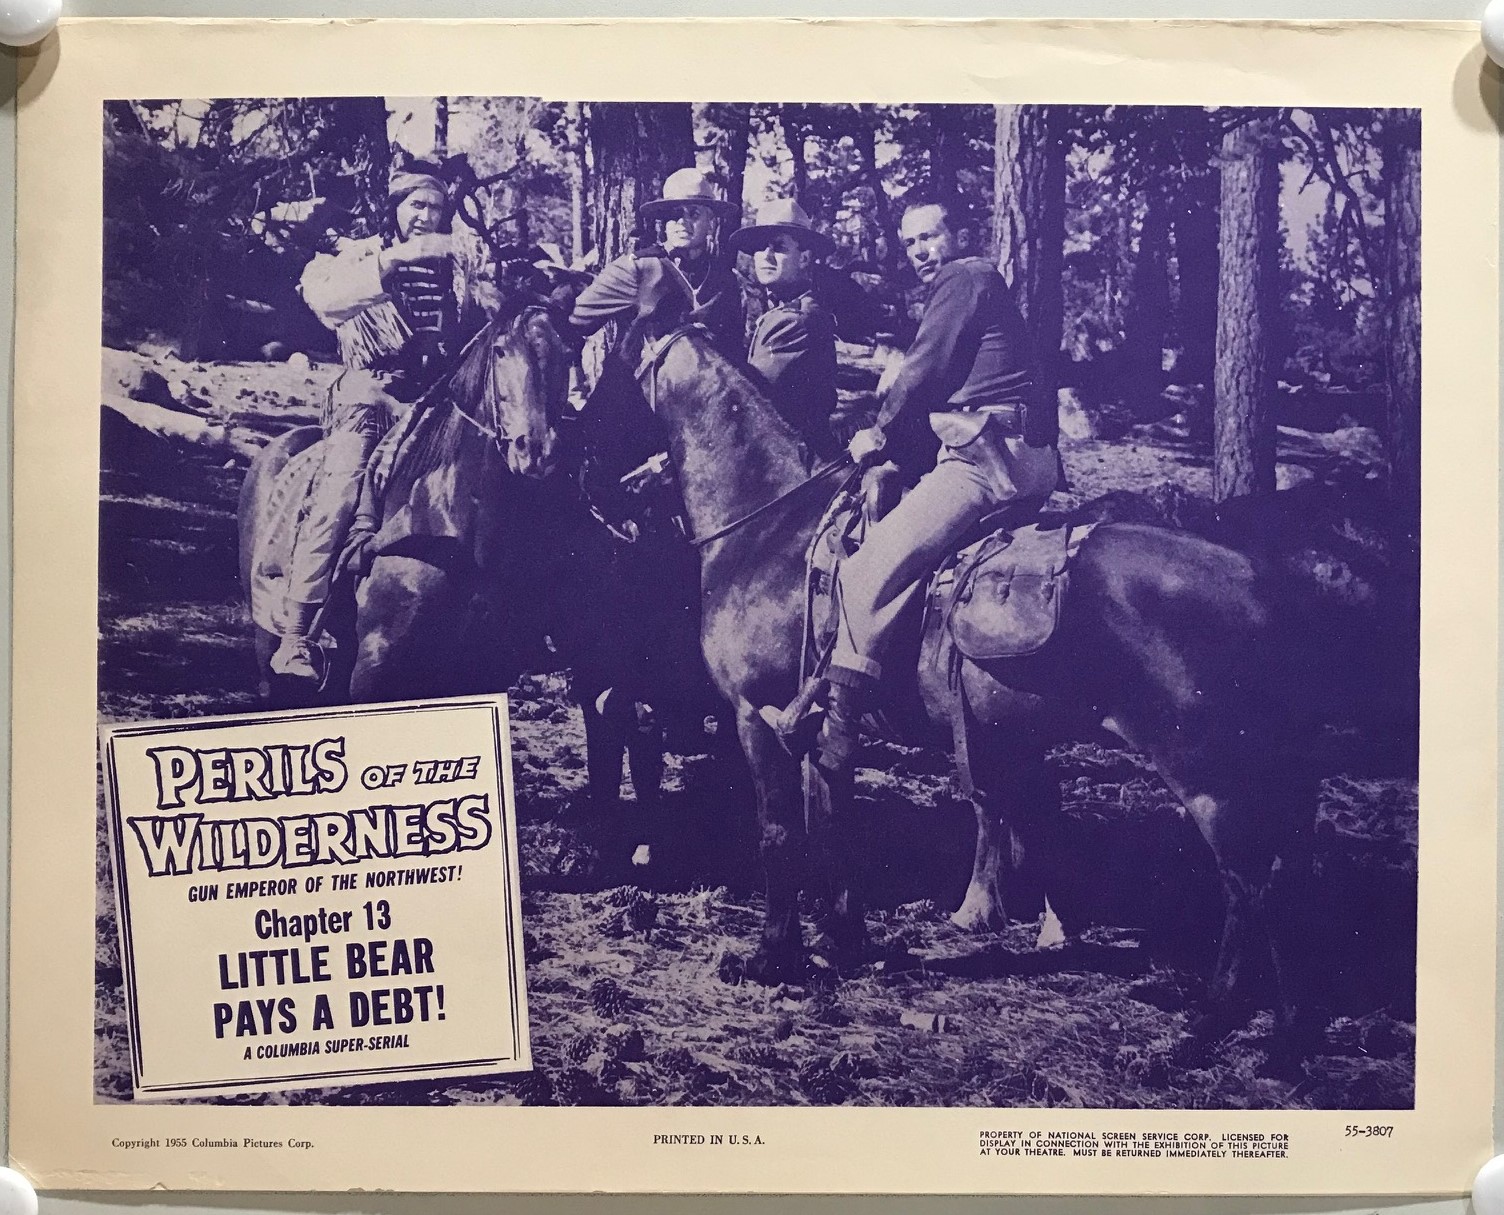 PERILS OF THE
WILDERNESS
GUN EMPEROR OF THE NORTHWEST!
Chapter 13
LITTLE BEAR
PAYS A DEBT!
A COLUMBIA SUPER-SERIAL
Copyright 1955 Columbia Pictures Corp.
PRINTED IN U.S.A.
PROPERTY OF NATIONAL SCREEN SERVICE CORP. LICENSED FOR
DISPLAY IN CONNECTION WITH THE EXHIBITION OF THIS PICTURE
AT YOUR THEATRE. MUST BE RETURNED IMMEDIATELY THEREAFTER.
55-3807